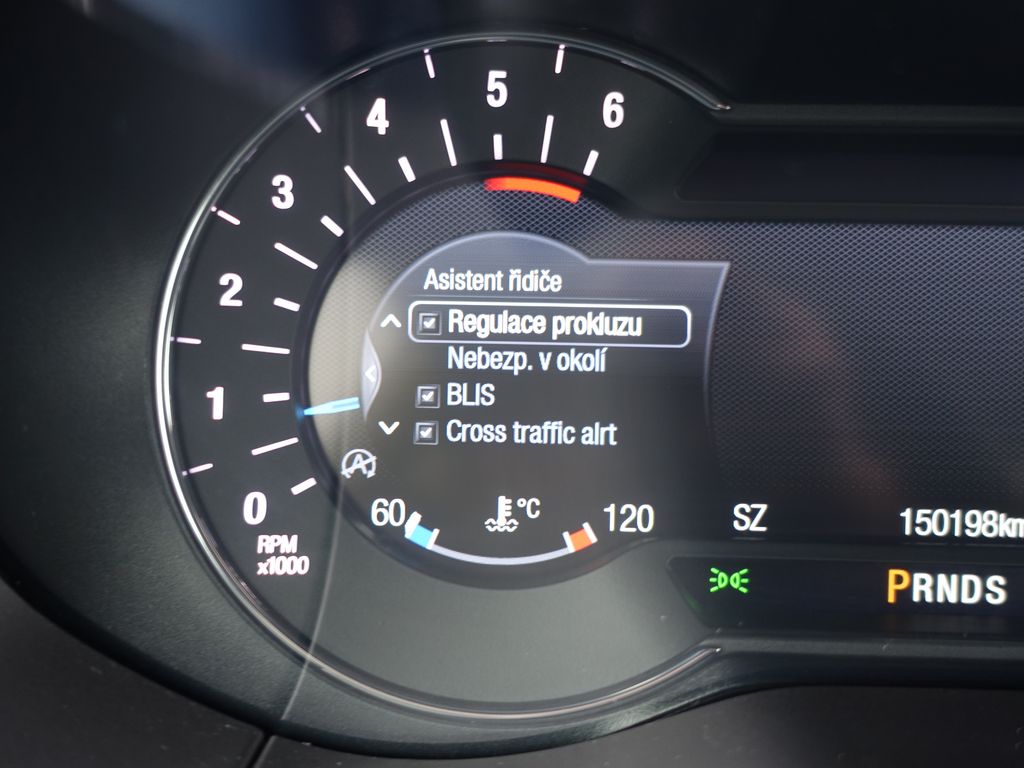 6
5
4
3
2
1
0
RPM
x1000
Asistent řidiče
Regulace prokluzu
Nebezp. v okolí
BLIS
Cross traffic alrt
A
60 °C 120
SZ 150198km
PRNDS